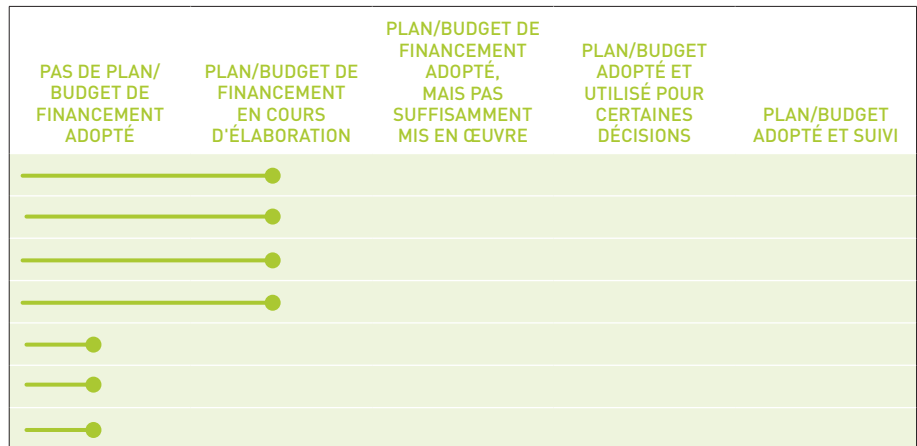 PAS DE PLAN/
BUDGET DE
FINANCEMENT
ADOPTÉ
PLAN/BUDGET DE
FINANCEMENT
EN COURS
D'ÉLABORATION
PLAN/BUDGET DE
FINANCEMENT
ADOPTÉ,
MAIS PAS
SUFFISAMMENT
MIS EN ŒUVRE
PLAN/BUDGET
ADOPTÉ ET
UTILISÉ POUR
CERTAINES
DÉCISIONS
PLAN/BUDGET
ADOPTÉ ET SUIVI